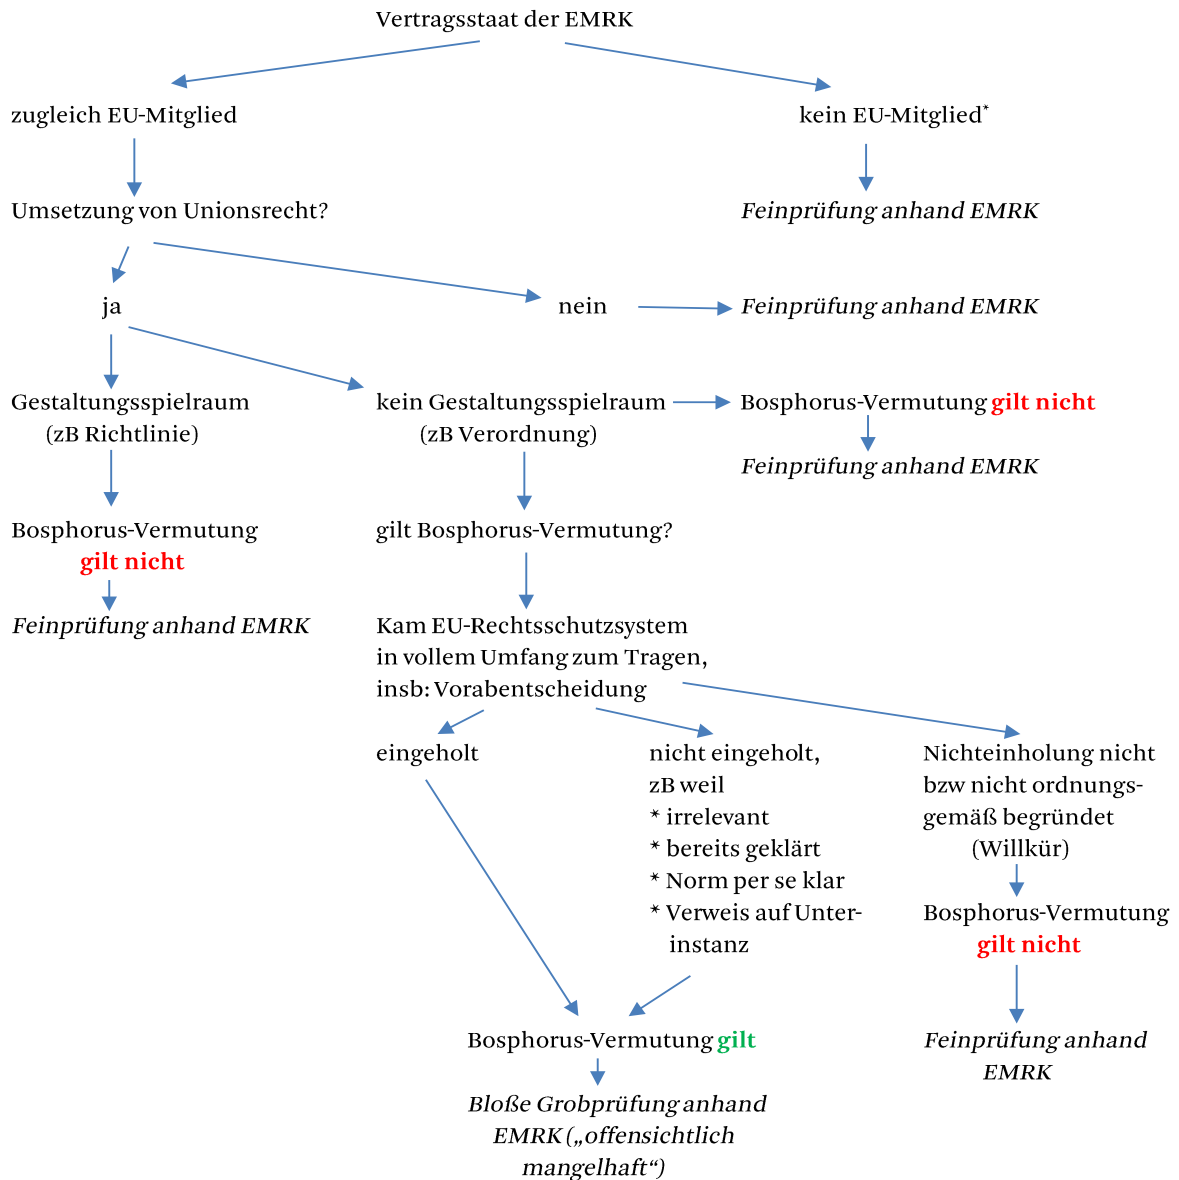 Vertragsstaat der EMRK
zugleich EU-Mitglied
kein EU-Mitglied*
Umsetzung von Unionsrecht?
Feinprüfung anhand EMRK
ja
nein
Feinprüfung anhand EMRK
Gestaltungsspielraum
(zB Richtlinie)
kein Gestaltungsspielraum
(zB Verordnung)
Bosphorus-Vermutung gilt nicht
Feinprüfung anhand EMRK
Bosphorus-Vermutung
gilt nicht
Feinprüfung anhand EMRK
gilt Bosphorus-Vermutung?
Kam EU-Rechtsschutzsystem
in vollem Umfang zum Tragen,
insb: Vorabentscheidung
eingeholt
nicht eingeholt,
zB weil
* irrelevant
* bereits geklärt
* Norm per se klar
* Verweis auf Unter-
instanz
Nichteinholung nicht
bzw nicht ordnungs-
gemäß begründet
(Willkür)
Bosphorus-Vermutung
gilt nicht
Feinprüfung anhand
EMRK
Bosphorus-Vermutung gilt
Bloße Grobprüfung anhand
EMRK („offensichtlich
mangelhaft“)